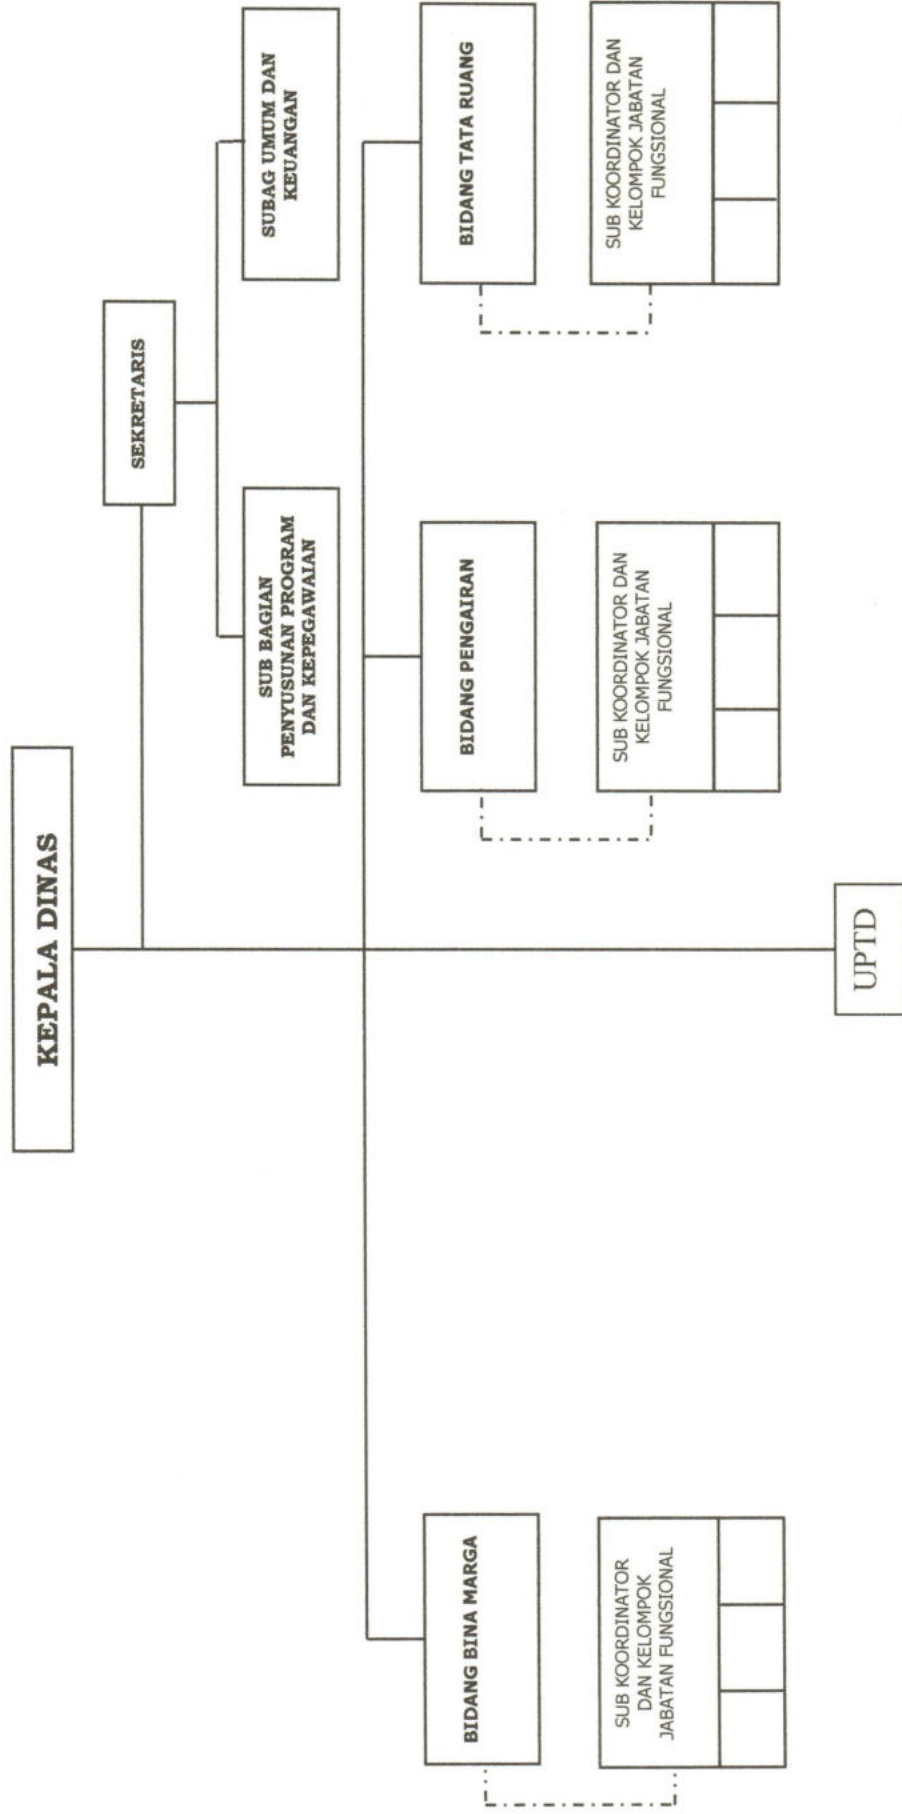 KEPALA DINAS
SEKRETARIS
SUB BAGIAN
PENYUSUNAN PROGRAM
DAN KEPEGAWAIAN
SUBAG UMUM DAN
KEUANGAN
BIDANG BINA MARGA
BIDANG PENGAIRAN
BIDANG TATA RUANG
SUB KOORDINATOR
DAN KELOMPOK
JABATAN FUNGSIONAL
SUB KOORDINATOR DAN
KELOMPOK JABATAN
FUNGSIONAL
SUB KOORDINATOR DAN
KELOMPOK JABATAN
FUNGSIONAL
UPTD